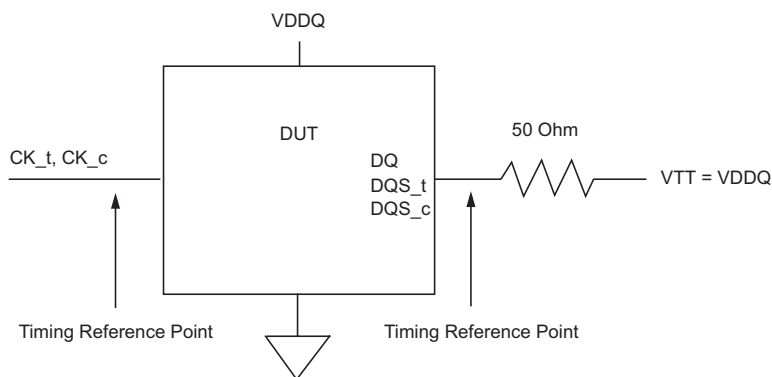 VDDQ
DUT
50 Ohm
CK_t, CK_c
DQ
DQS_t
DQS_c
VTT = VDDQ
Timing Reference Point
Timing Reference Point